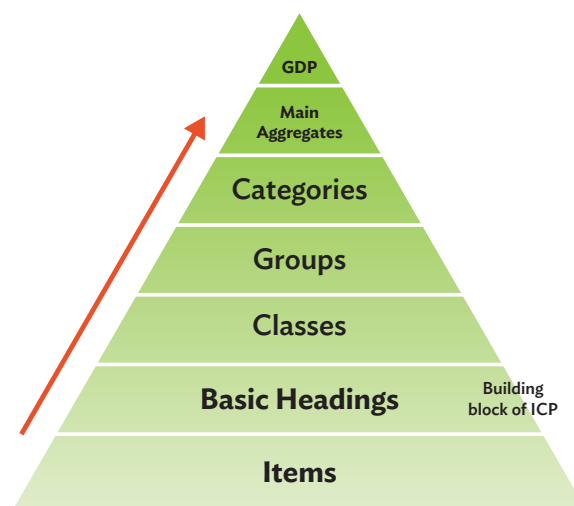 GDP
Main
Aggregates
Categories
Groups
Classes
Basic Headings
Building
block of ICP
Items